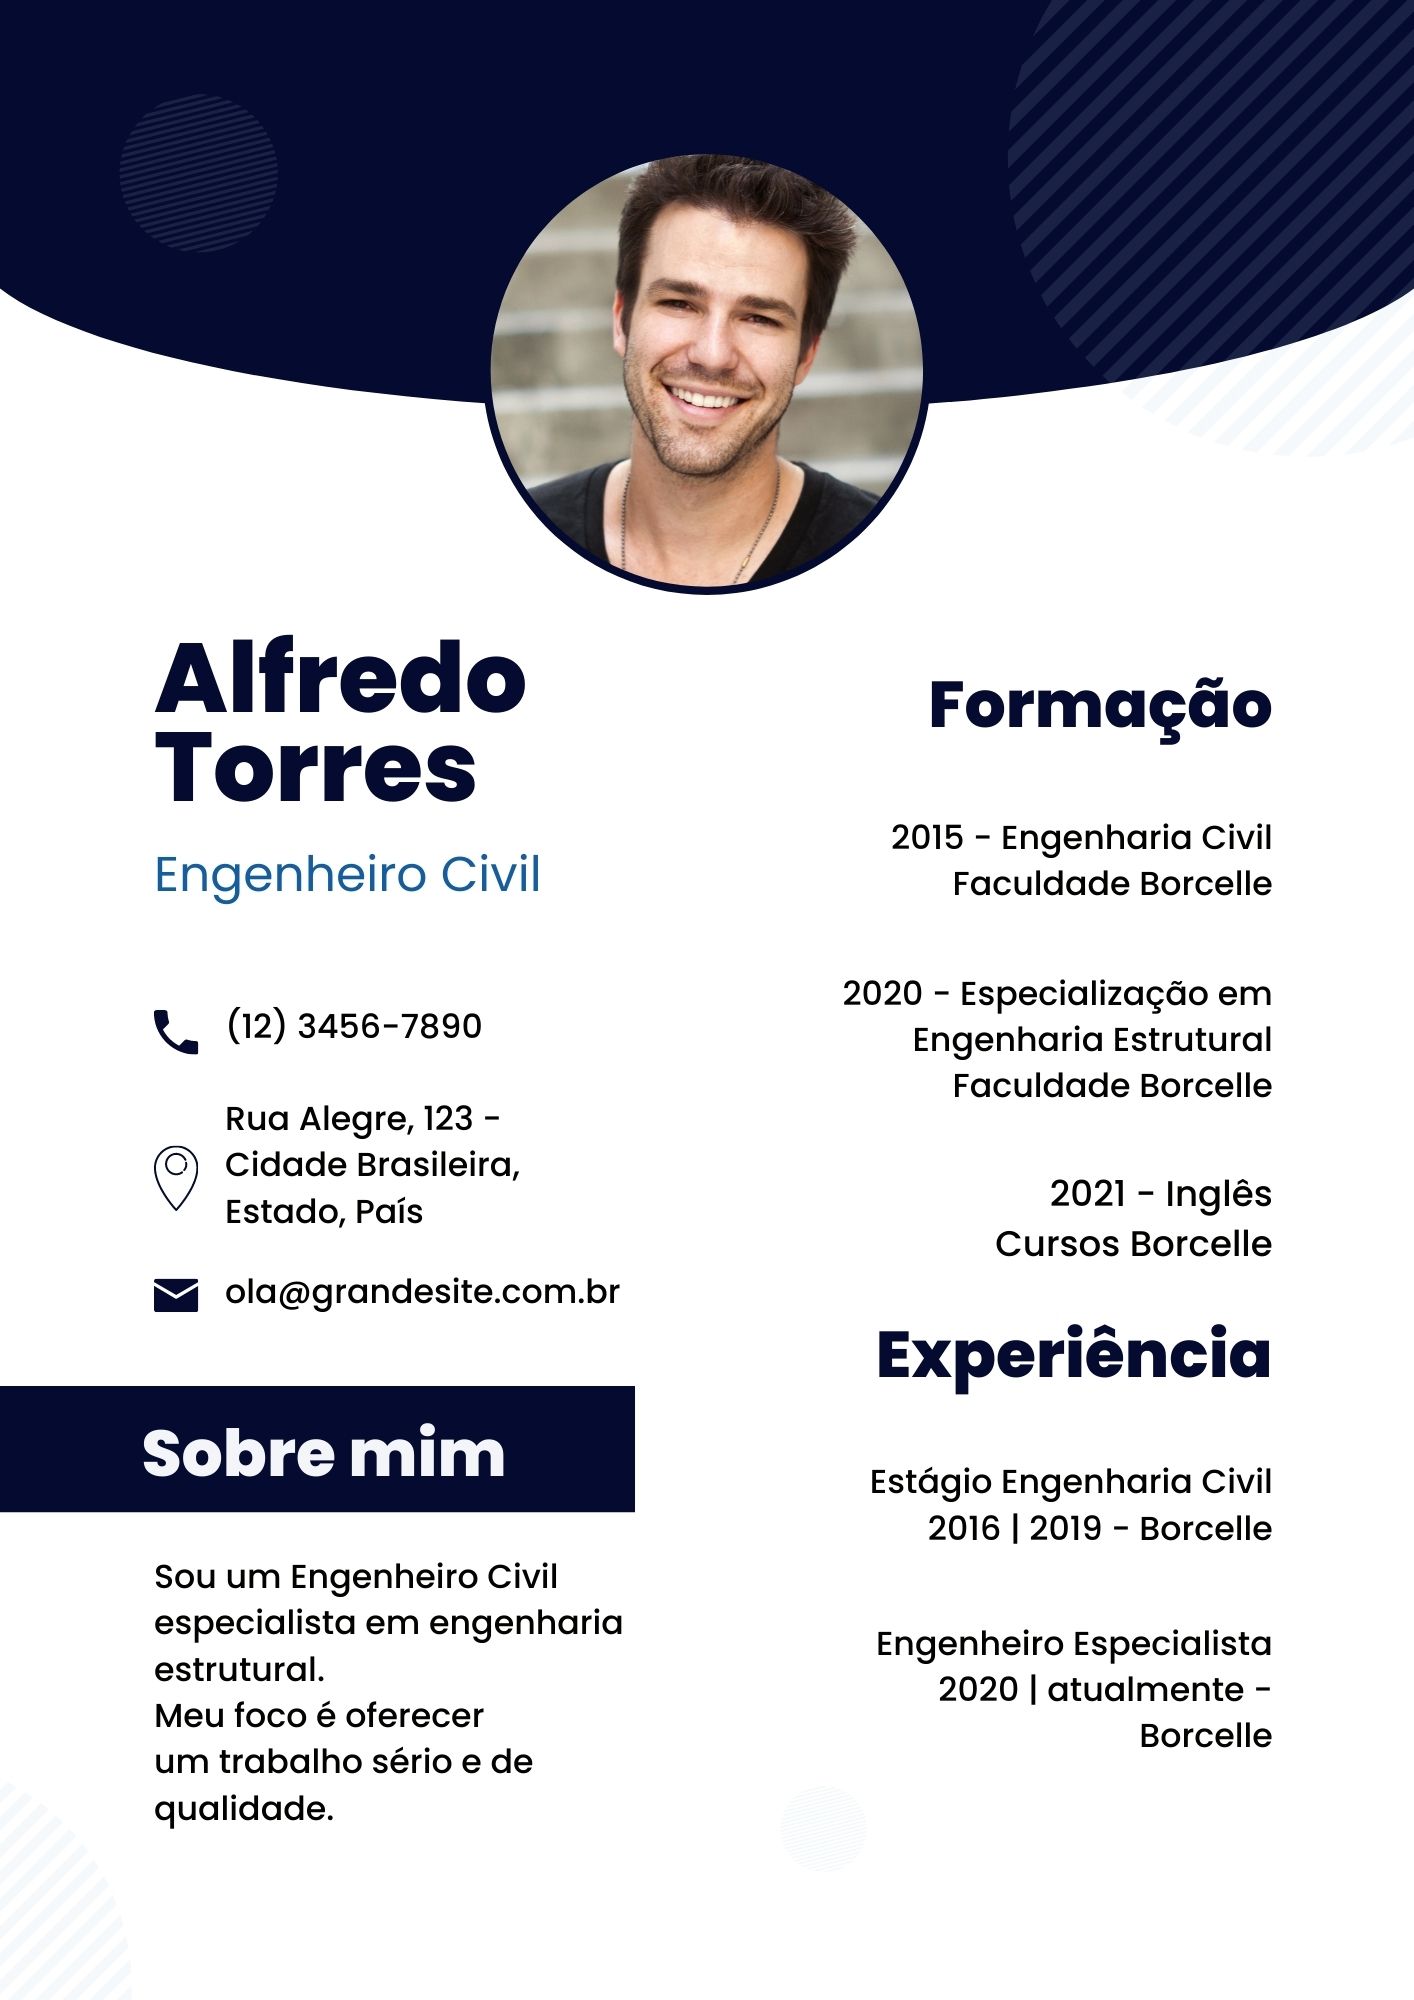 Alfredo
Torres
Engenheiro Civil
(12) 3456-7890
Rua Alegre, 123 -
Cidade Brasileira,
Estado, País
ola@grandesite.com.br
Sobre mim
Sou um Engenheiro Civil
especialista em engenharia
estrutural.
Meu foco é oferecer
um trabalho sério e de
qualidade.
Formação
2015 - Engenharia Civil
Faculdade Borcelle
2020 - Especialização em
Engenharia Estrutural
Faculdade Borcelle
2021 - Inglês
Cursos Borcelle
Experiência
Estágio Engenharia Civil
2016 | 2019 - Borcelle
Engenheiro Especialista
2020 | atualmente -
Borcelle